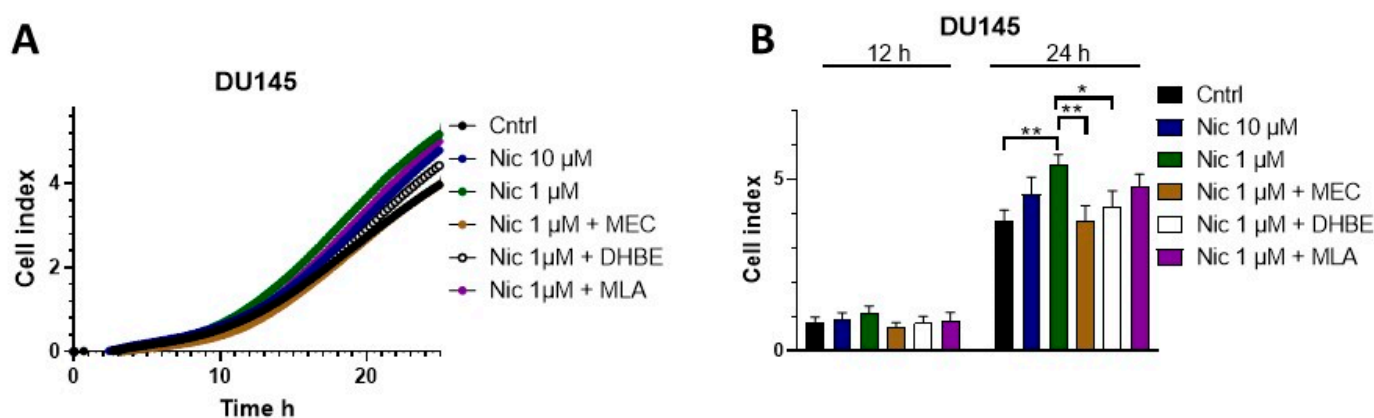 A
DU145
Cell index
4
2
0
0
10
20
Time h
Cntrl
Nic 10 µM
Nic 1 µM
Nic 1 µM + MEC
Nic 1µM + DHBE
Nic 1µM + MLA
B
DU145
12 h
24 h
Cell index
5
0
**
**
*
Cntrl
Nic 10 µM
Nic 1 µM
Nic 1 µM + MEC
Nic 1 µM + DHBE
Nic 1 µM + MLA